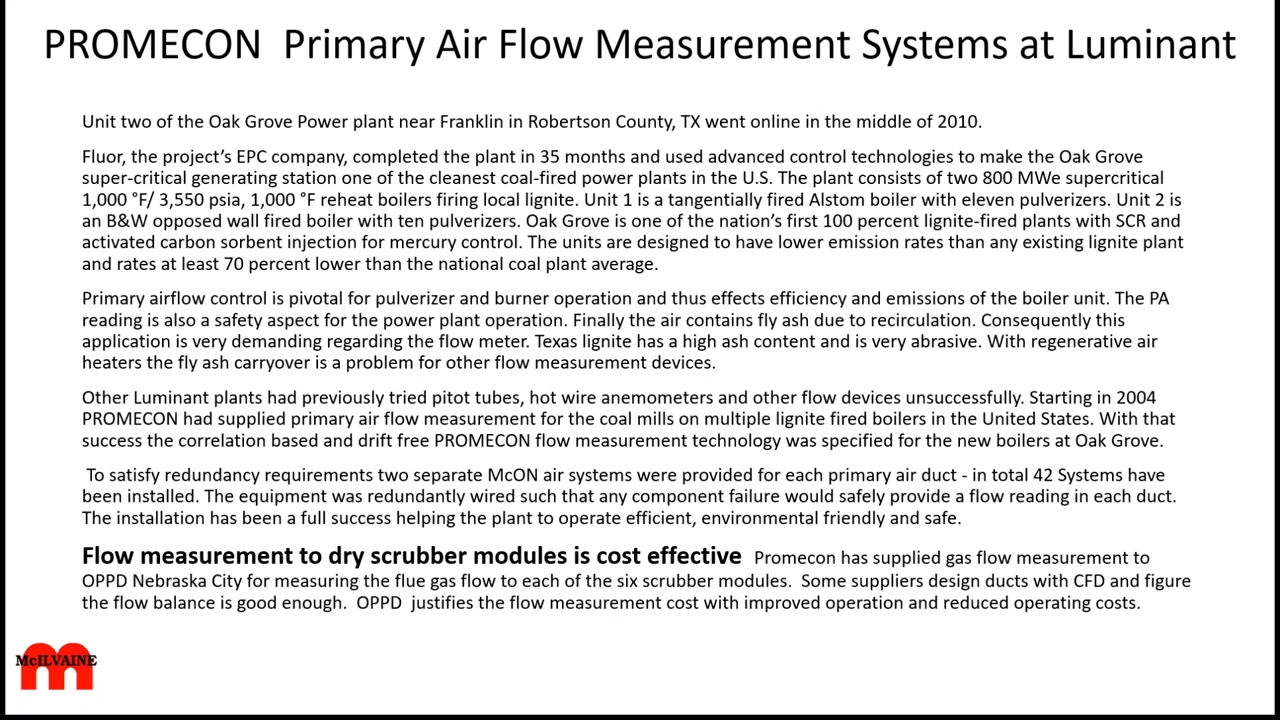 PROMECON  Primary Air Flow Measurement Systems at Luminant
Unit two of the Oak Grove Power plant near Franklin in Robertson County, TX went online in the middle of 2010.
Fluor, the project's EPC company, completed the plant in 35 months and used advanced control technologies to make the Oak Grove
super-critical generating station one of the cleanest coal-fired power plants in the U.S. The plant consists of two 800 MWe supercritical
1,000 °F/ 3,550 psia, 1,000 °F reheat boilers firing local lignite. Unit 1 is a tangentially fired Alstom boiler with eleven pulverizers. Unit 2 is
an B&W opposed wall fired boiler with ten pulverizers. Oak Grove is one of the nation's first 100 percent lignite-fired plants with SCR and
activated carbon sorbent injection for mercury control. The units are designed to have lower emission rates than any existing lignite plant
and rates at least 70 percent lower than the national coal plant average.
Primary airflow control is pivotal for pulverizer and burner operation and thus effects efficiency and emissions of the boiler unit. The PA
reading is also a safety aspect for the power plant operation. Finally the air contains fly ash due to recirculation. Consequently this
application is very demanding regarding the flow meter. Texas lignite has a high ash content and is very abrasive. With regenerative air
heaters the fly ash carryover is a problem for other flow measurement devices.
Other Luminant plants had previously tried pitot tubes, hot wire anemometers and other flow devices unsuccessfully. Starting in 2004
PROMECON had supplied primary air flow measurement for the coal mills on multiple lignite fired boilers in the United States. With that
success the correlation based and drift free PROMECON flow measurement technology was specified for the new boilers at Oak Grove.
To satisfy redundancy requirements two separate McON air systems were provided for each primary air duct - in total 42 Systems have
been installed. The equipment was redundantly wired such that any component failure would safely provide a flow reading in each duct.
The installation has been a full success helping the plant to operate efficient, environmental friendly and safe.
Flow measurement to dry scrubber modules is cost effective  Promecon has supplied gas flow measurement to
OPPD Nebraska City for measuring the flue gas flow to each of the six scrubber modules.  Some suppliers design ducts with CFD and figure
the flow balance is good enough.  OPPD  justifies the flow measurement cost with improved operation and reduced operating costs.
McILVAINE